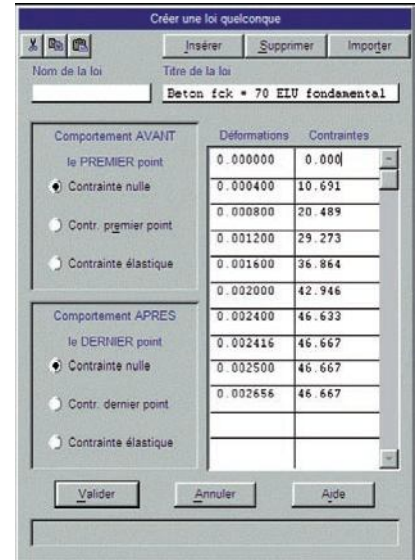 Créer une loi quelconque
Insérer Supprimer Importer
Nom de la loi Titre de la loi
Beton fck = 70 ELU fondamental
Comportement AVANT
le PREMIER point
Contrainte nulle
Contr. premier point
Contrainte élastique
Comportement APRES
le DERNIER point
Contrainte nulle
Contr. dernier point
Contrainte élastique
Déformations Contraintes
0.000000 0.000
0.000400 10.691
0.000800 20.489
0.001200 29.273
0.001600 36.864
0.002000 42.946
0.002400 46.633
0.002416 46.667
0.002500 46.667
0.002656 46.667
Valider Annuler Aide